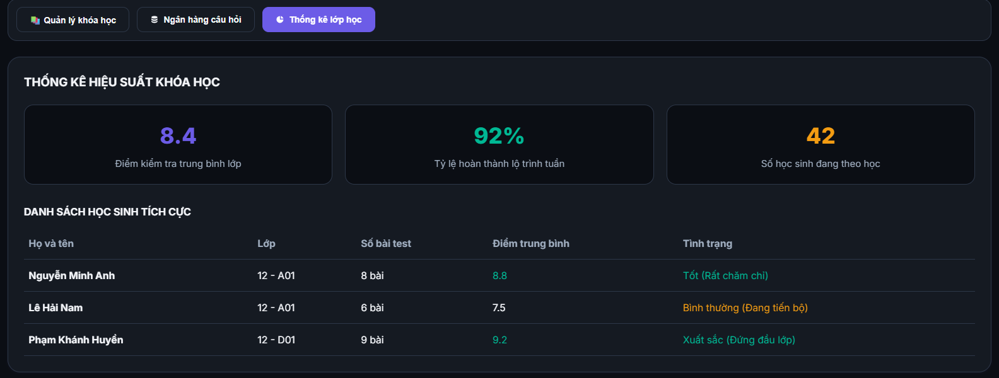 Quản lý khóa học Ngân hàng câu hỏi Thống kê lớp học
THỐNG KÊ HIỆU SUẤT KHÓA HỌC
8.4 92% 42
Điểm kiểm tra trung bình lớp Tỷ lệ hoàn thành lộ trình tuần Số học sinh đang theo học
DANH SÁCH HỌC SINH TÍCH CỰC
Họ và tên Lớp Số bài test Điểm trung bình Tình trạng
Nguyễn Minh Anh 12 - A01 8 bài 8.8 Tốt (Rất chăm chỉ)
Lê Hải Nam 12 - A01 6 bài 7.5 Bình thường (Đang tiến bộ)
Phạm Khánh Huyền 12 - D01 9 bài 9.2 Xuất sắc (Đứng đầu lớp)